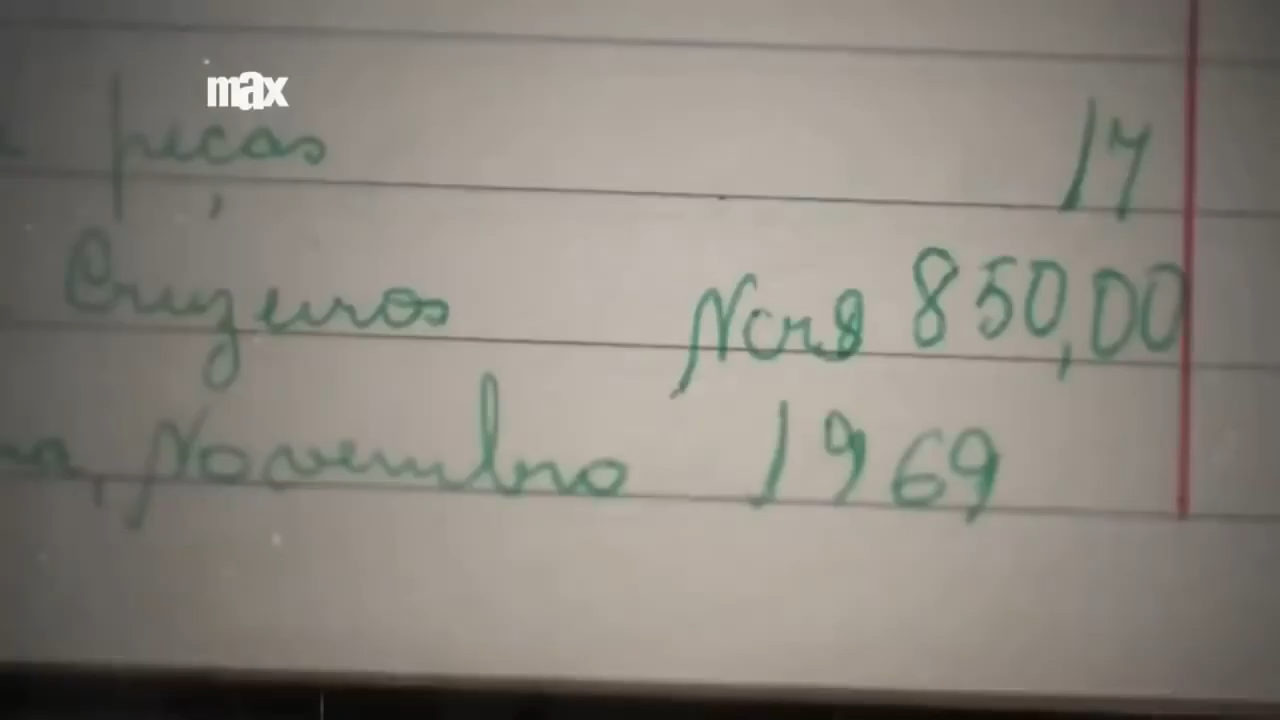 max
peças 17
Cruzeiros Ncr$ 850,00
, Novembro 1969